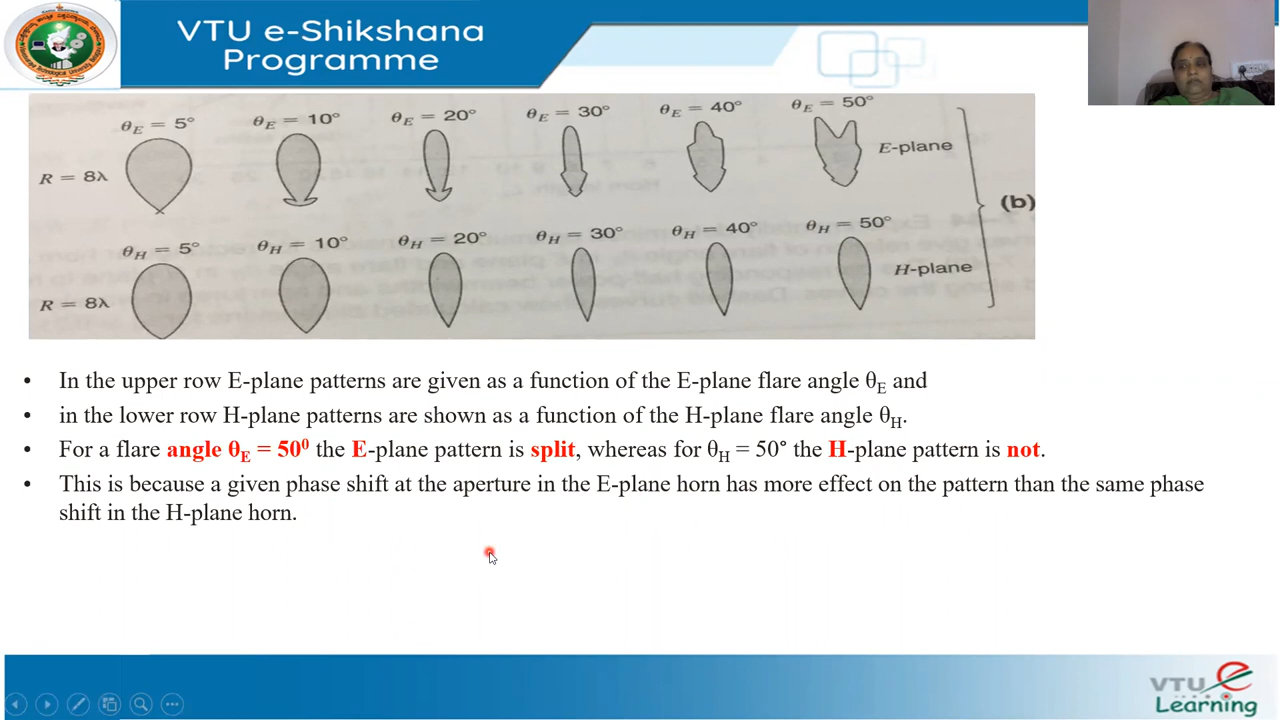 VTU e-Shikshana
Programme
θE = 5° θE = 10° θE = 20° θE = 30° θE = 40° θE = 50°
R = 8λ
E-plane
(b)
θH = 5° θH = 10° θH = 20° θH = 30° θH = 40° θH = 50°
R = 8λ
H-plane
• In the upper row E-plane patterns are given as a function of the E-plane flare angle θE and
• in the lower row H-plane patterns are shown as a function of the H-plane flare angle θH.
• For a flare angle θE = 50⁰ the E-plane pattern is split, whereas for θH = 50° the H-plane pattern is not.
• This is because a given phase shift at the aperture in the E-plane horn has more effect on the pattern than the same phase
shift in the H-plane horn.
VTU e
Learning